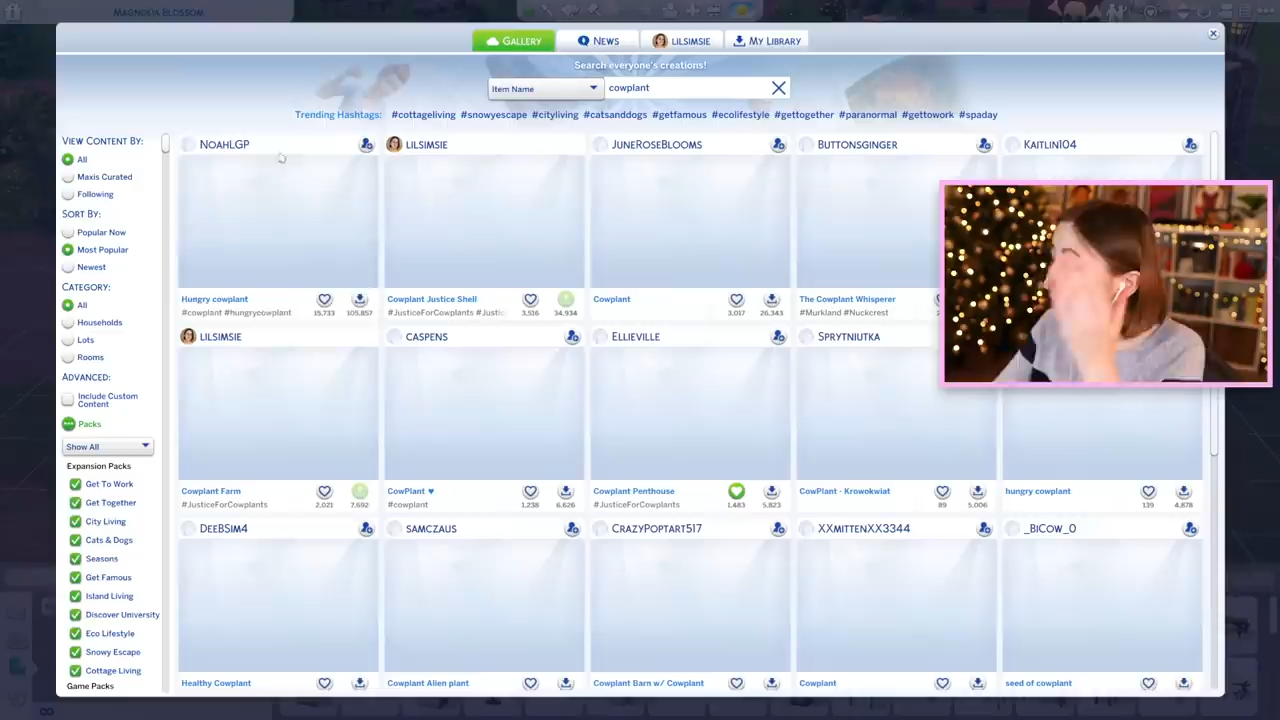 Magnolia Blossom
Gallery
News
lilsimsie
My Library
Search everyone's creations!
Item Name
cowplant
Trending Hashtags: #cottageliving #snowyescape #cityliving #catsanddogs #getfamous #ecolifestyle #gettogether #paranormal #gettowork #spaday
View Content By:
All
Maxis Curated
Following
Sort By:
Popular Now
Most Popular
Newest
Category:
All
Households
Lots
Rooms
Advanced:
Include Custom
Content
Packs
Show All
Expansion Packs
Get To Work
Get Together
City Living
Cats & Dogs
Seasons
Get Famous
Island Living
Discover University
Eco Lifestyle
Snowy Escape
Cottage Living
Game Packs
NoahLGP
Hungry cowplant
#cowplant #hungrycowplant
15,733
105,857
lilsimsie
Cowplant Justice Shell
#JusticeForCowplants #Justic
3,516
34,934
JuneRoseBlooms
Cowplant
3,017
26,343
ButtonsGinger
The Cowplant Whisperer
#Murkland #Nuckcrest
Kaitlin104
lilsimsie
Cowplant Farm
#JusticeForCowplants
2,021
7,692
Caspens
CowPlant ♥
#cowplant
1,238
6,626
Ellieville
Cowplant Penthouse
#JusticeForCowplants
1,483
5,823
Sprytniutka
CowPlant - Krowokwiat
89
5,006
hungry cowplant
139
4,878
DeebSim4
Healthy Cowplant
samczaus
Cowplant Alien plant
CrazyPoptart517
Cowplant Barn w/ Cowplant
xXmittenXx3344
Cowplant
_BiCow_0
seed of cowplant